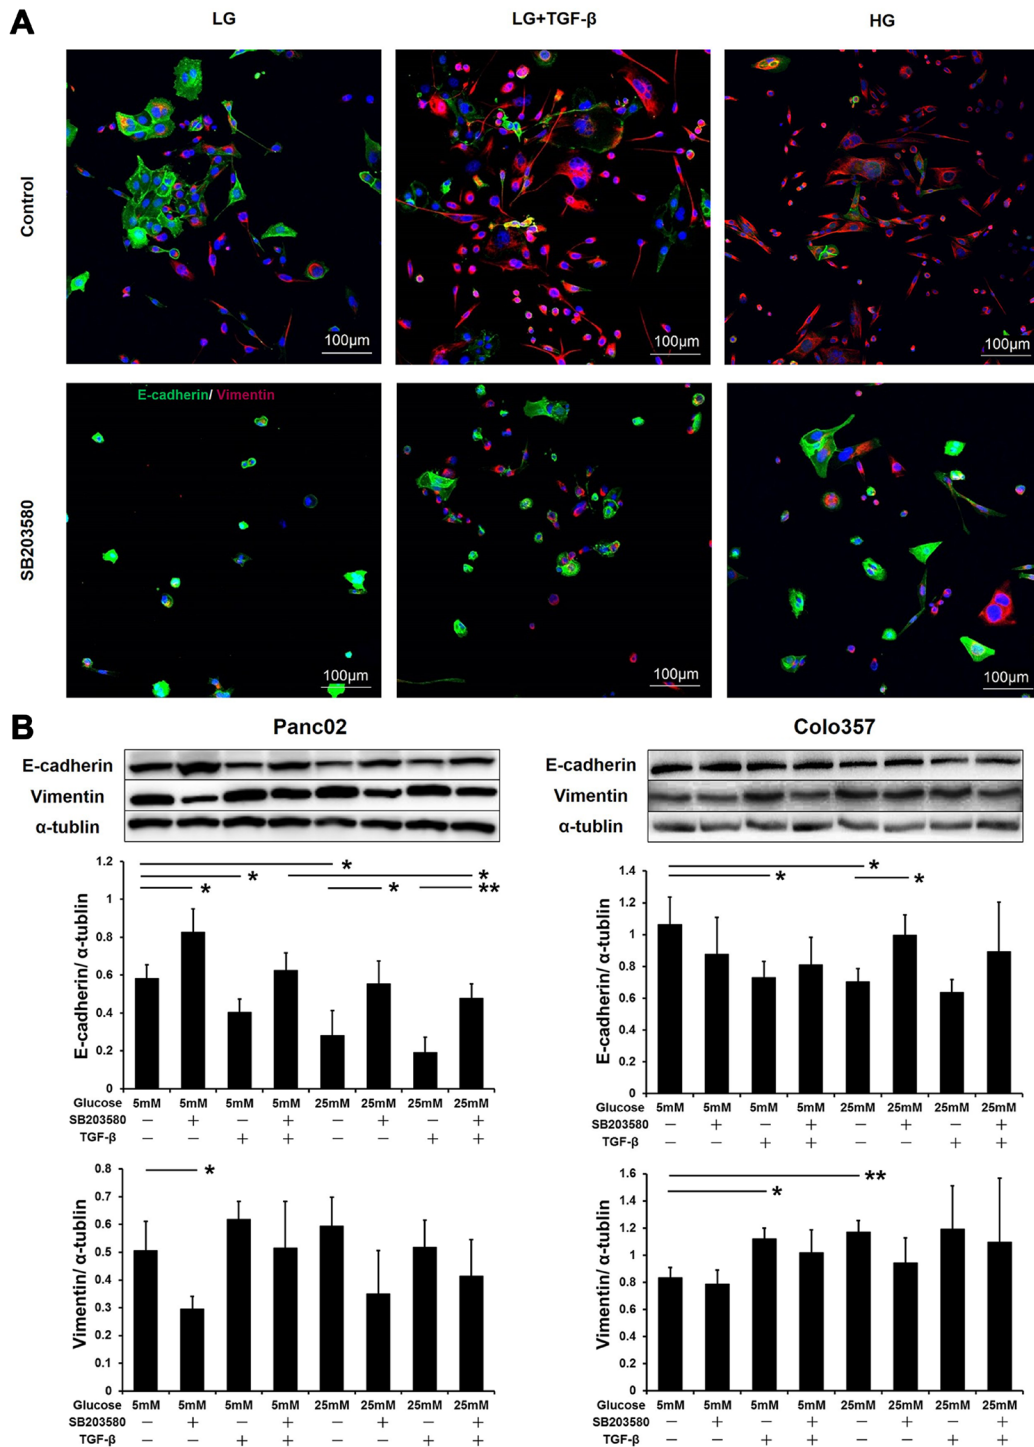 A
LG
LG+TGF-β
HG
Control
100μm
100μm
100μm
SB203580
E-cadherin/ Vimentin
100μm
100μm
100μm
B
Panc02
E-cadherin
Vimentin
α-tublin
E-cadherin/ α-tublin
1.2
1
0.8
0.6
0.4
0.2
0
* * * * * **
Glucose 5mM 5mM 5mM 5mM 25mM 25mM 25mM 25mM
SB203580 − + − + − + − +
TGF-β − − + + − − + +
Vimentin/ α-tublin
0.8
0.7
0.6
0.5
0.4
0.3
0.2
0.1
0
*
Glucose 5mM 5mM 5mM 5mM 25mM 25mM 25mM 25mM
SB203580 − + − + − + − +
TGF-β − − + + − − + +
Colo357
E-cadherin
Vimentin
α-tublin
E-cadherin/ α-tublin
1.4
1.2
1
0.8
0.6
0.4
0.2
0
* * *
Glucose 5mM 5mM 5mM 5mM 25mM 25mM 25mM 25mM
SB203580 − + − + − + − +
TGF-β − − + + − − + +
Vimentin/ α-tublin
1.6
1.4
1.2
1
0.8
0.6
0.4
0.2
0
** *
Glucose 5mM 5mM 5mM 5mM 25mM 25mM 25mM 25mM
SB203580 − + − + − + − +
TGF-β − − + + − − + +